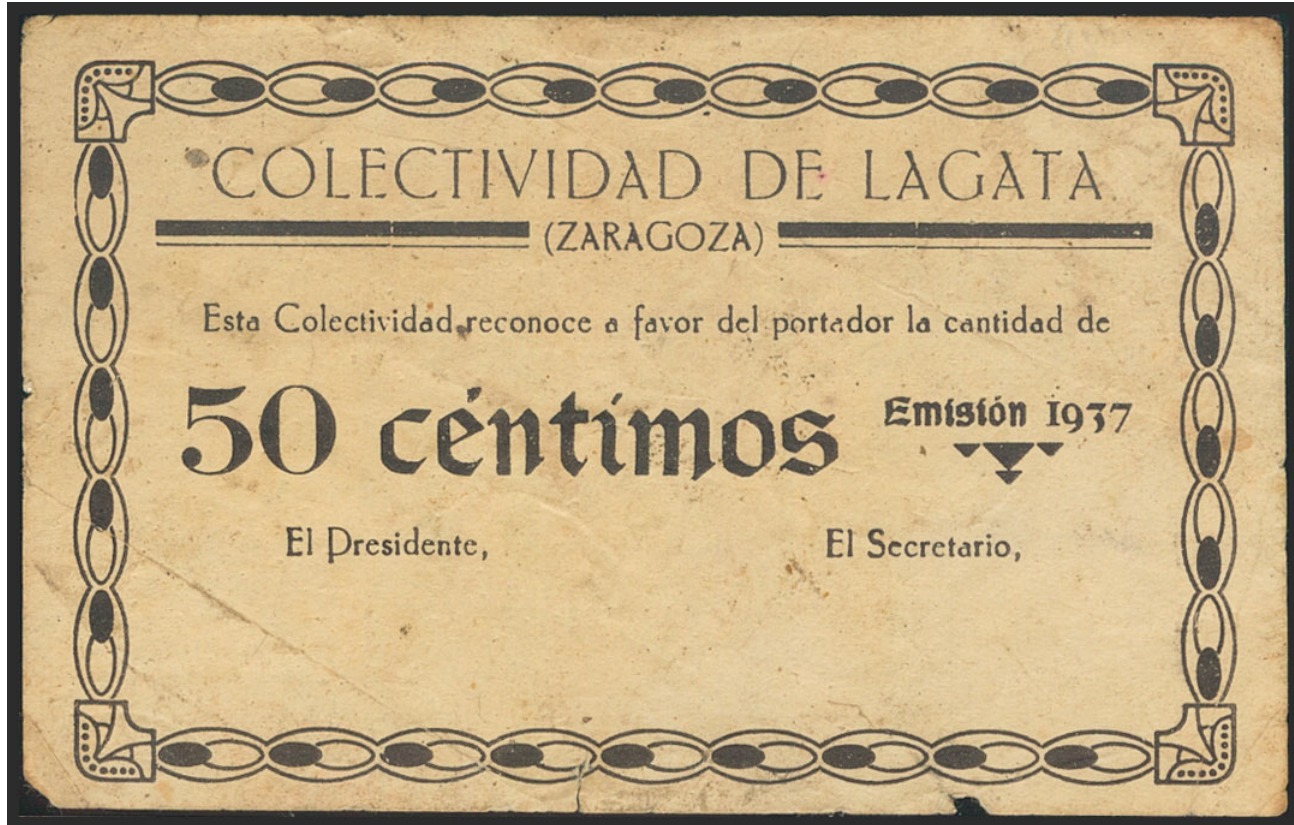 COLECTIVIDAD DE LAGATA
(ZARAGOZA)
Esta Colectividad reconoce a favor del portador la cantidad de
50 céntimos Emisión 1937
El Presidente, El Secretario,